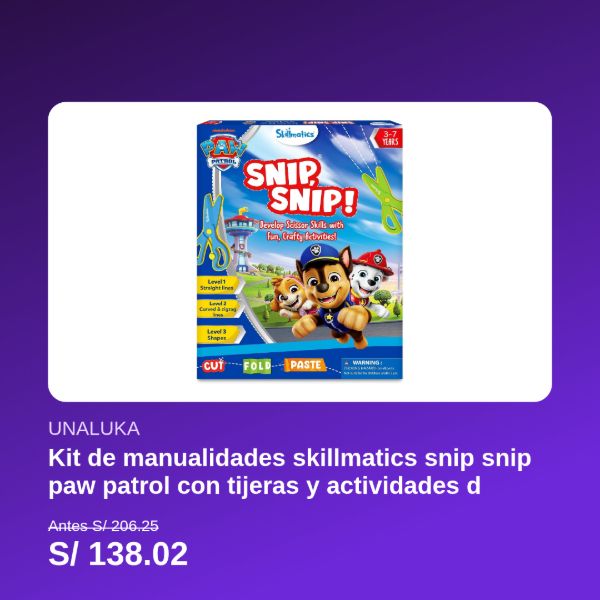 Skillmatics
3-7
YEARS
nickelodeon
PAW
PATROL
SNIP,
SNIP!
Develop Scissor Skills with
Fun, Crafty Activities!
Level 1
Straight lines
Level 2
Curved & zigzag
lines
Level 3
Shapes
CUT
FOLD
PASTE
WARNING:
UNALUKA
Kit de manualidades skillmatics snip snip
paw patrol con tijeras y actividades d
Antes S/ 206.25
S/ 138.02